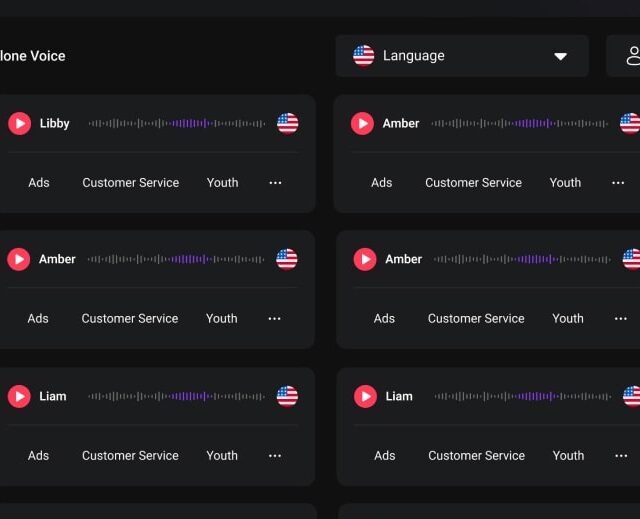 lone Voice
Language
Libby
Amber
Ads Customer Service Youth ...
Ads Customer Service Youth ...
Amber
Amber
Ads Customer Service Youth ...
Ads Customer Service Youth ...
Liam
Liam
Ads Customer Service Youth ...
Ads Customer Service Youth ...